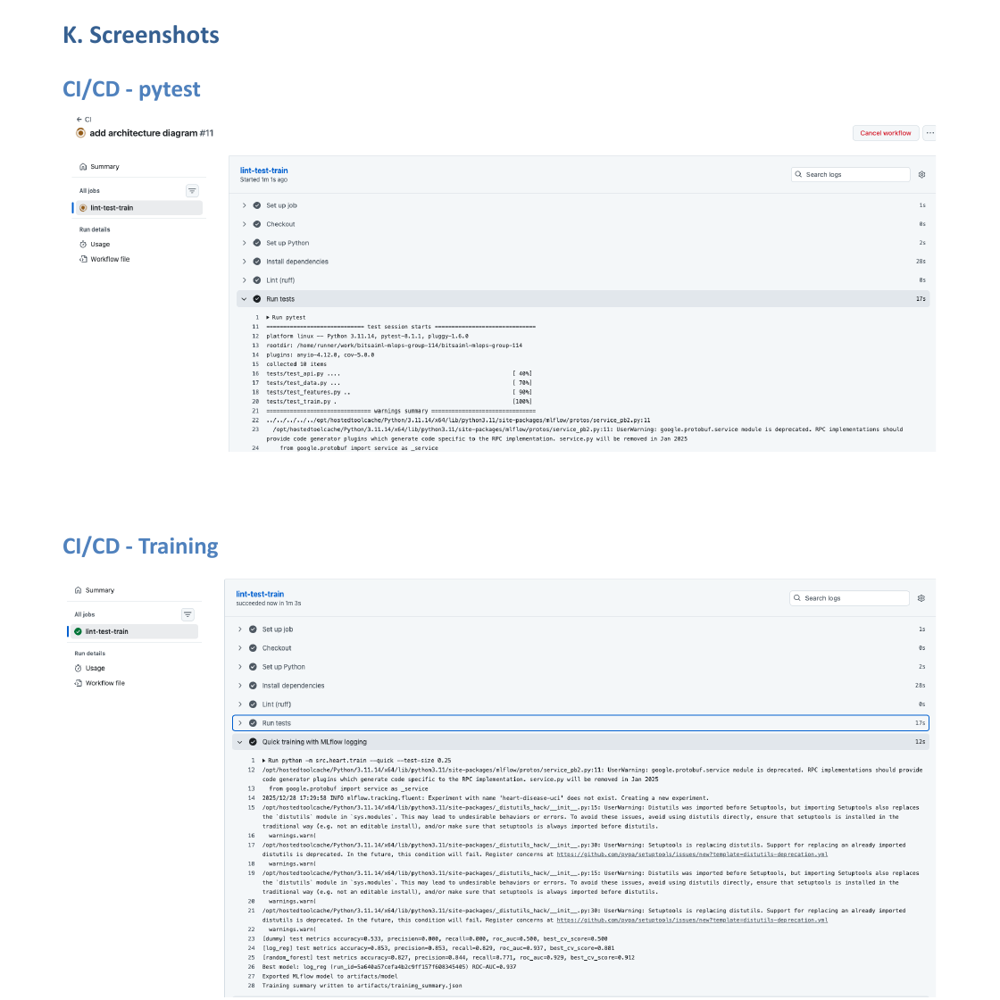 K. Screenshots
CI/CD - pytest
← CI
add architecture diagram #11
Cancel workflow
...
Summary
All jobs
lint-test-train
Run details
Usage
Workflow file
lint-test-train
Started 1m 1s ago
Search logs
Set up job 1s
Checkout 0s
Set up Python 2s
Install dependencies 28s
Lint (ruff) 0s
Run tests 17s
1 ▶ Run pytest
11 ============================ test session starts =============================
12 platform linux -- Python 3.11.14, pytest-8.1.1, pluggy-1.6.0
13 rootdir: /home/runner/work/bitsaiml-mlops-group-114/bitsaiml-mlops-group-114
14 plugins: anyio-4.12.0, cov-5.0.0
15 collected 10 items
16 tests/test_api.py .... [ 40%]
17 tests/test_data.py ... [ 70%]
18 tests/test_features.py .. [ 90%]
20 tests/test_train.py . [100%]
21 ============================== warnings summary ==============================
22 ../../../../../opt/hostedtoolcache/Python/3.11.14/x64/lib/python3.11/site-packages/mlflow/protos/service_pb2.py:11
23 /opt/hostedtoolcache/Python/3.11.14/x64/lib/python3.11/site-packages/mlflow/protos/service_pb2.py:11: UserWarning: google.protobuf.service module is deprecated. RPC implementations should
provide code generator plugins which generate code specific to the RPC implementation. service.py will be removed in Jan 2025
24 from google.protobuf import service as _service
CI/CD - Training
Summary
All jobs
lint-test-train
Run details
Usage
Workflow file
lint-test-train
succeeded now in 1m 3s
Search logs
Set up job 1s
Checkout 0s
Set up Python 2s
Install dependencies 28s
Lint (ruff) 0s
Run tests 17s
Quick training with MLflow logging 12s
1 ▶ Run python -m src.heart.train --quick --test-size 0.25
12 /opt/hostedtoolcache/Python/3.11.14/x64/lib/python3.11/site-packages/mlflow/protos/service_pb2.py:11: UserWarning: google.protobuf.service module is deprecated. RPC implementations should provide
code generator plugins which generate code specific to the RPC implementation. service.py will be removed in Jan 2025
13 from google.protobuf import service as _service
14 2025/12/28 17:29:58 INFO mlflow.tracking.fluent: Experiment with name 'heart-disease-uci' does not exist. Creating a new experiment.
15 /opt/hostedtoolcache/Python/3.11.14/x64/lib/python3.11/site-packages/_distutils_hack/__init__.py:15: UserWarning: Distutils was imported before Setuptools, but importing Setuptools also replaces
the `distutils` module in `sys.modules`. This may lead to undesirable behaviors or errors. To avoid these issues, avoid using distutils directly, ensure that setuptools is installed in the
traditional way (e.g. not an editable install), and/or make sure that setuptools is always imported before distutils.
16 warnings.warn(
17 /opt/hostedtoolcache/Python/3.11.14/x64/lib/python3.11/site-packages/_distutils_hack/__init__.py:30: UserWarning: Setuptools is replacing distutils. Support for replacing an already imported
distutils is deprecated. In the future, this condition will fail. Register concerns at https://github.com/pypa/setuptools/issues/new?template=distutils-deprecation.yml
18 warnings.warn(
19 /opt/hostedtoolcache/Python/3.11.14/x64/lib/python3.11/site-packages/_distutils_hack/__init__.py:15: UserWarning: Distutils was imported before Setuptools, but importing Setuptools also replaces
the `distutils` module in `sys.modules`. This may lead to undesirable behaviors or errors. To avoid these issues, avoid using distutils directly, ensure that setuptools is installed in the
traditional way (e.g. not an editable install), and/or make sure that setuptools is always imported before distutils.
20 warnings.warn(
21 /opt/hostedtoolcache/Python/3.11.14/x64/lib/python3.11/site-packages/_distutils_hack/__init__.py:30: UserWarning: Setuptools is replacing distutils. Support for replacing an already imported
distutils is deprecated. In the future, this condition will fail. Register concerns at https://github.com/pypa/setuptools/issues/new?template=distutils-deprecation.yml
22 warnings.warn(
23 [dummy] test metrics accuracy=0.533, precision=0.000, recall=0.000, roc_auc=0.500, best_cv_score=0.500
24 [log_reg] test metrics accuracy=0.853, precision=0.853, recall=0.829, roc_auc=0.937, best_cv_score=0.881
25 [random_forest] test metrics accuracy=0.827, precision=0.844, recall=0.771, roc_auc=0.929, best_cv_score=0.912
26 Best model: log_reg (run_id=5a640a57cefa4b2c9ff157f608345405) ROC-AUC=0.937
27 Exported MLflow model to artifacts/model
28 Training summary written to artifacts/training_summary.json